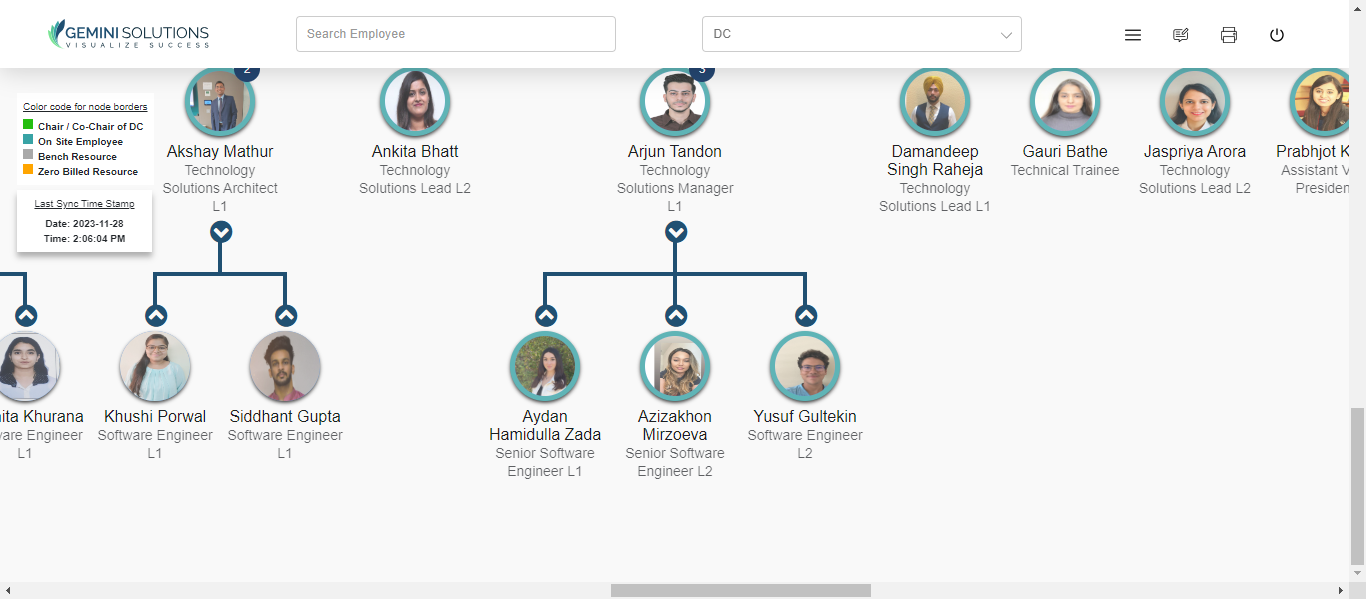 GEMINI SOLUTIONS
VISUALIZE SUCCESS
Search Employee
DC
2
3
Color code for node borders
Chair / Co-Chair of DC
On Site Employee
Bench Resource
Zero Billed Resource
Last Sync Time Stamp
Date: 2023-11-28
Time: 2:06:04 PM
Akshay Mathur
Technology
Solutions Architect
L1
Ankita Bhatt
Technology
Solutions Lead L2
Arjun Tandon
Technology
Solutions Manager
L1
Damandeep
Singh Raheja
Technology
Solutions Lead L1
Gauri Bathe
Technical Trainee
Jaspriya Arora
Technology
Solutions Lead L2
Prabhjot K
Assistant V
Presiden
ita Khurana
vare Engineer
L1
Khushi Porwal
Software Engineer
L1
Siddhant Gupta
Software Engineer
L1
Aydan
Hamidulla Zada
Senior Software
Engineer L1
Azizakhon
Mirzoeva
Senior Software
Engineer L2
Yusuf Gultekin
Software Engineer
L2